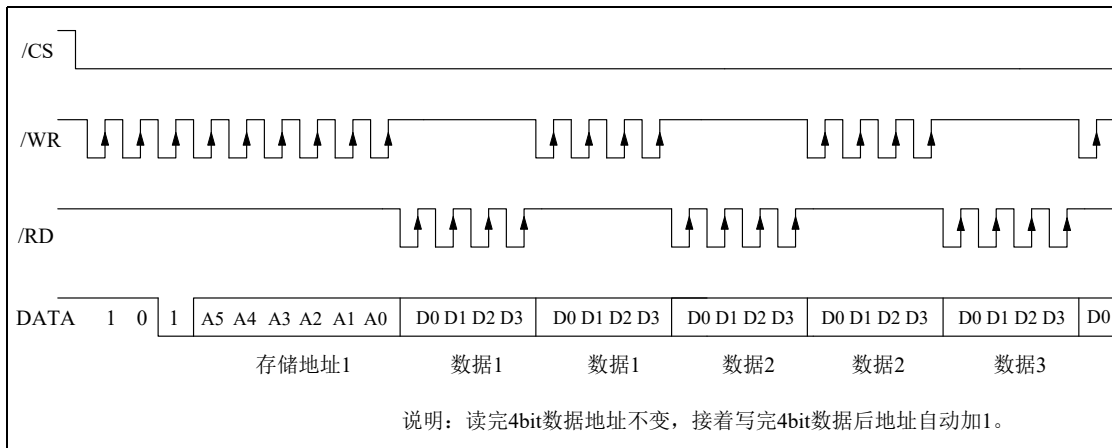 /CS
/WR
/RD
DATA 1 0 1 A5 A4 A3 A2 A1 A0 D0 D1 D2 D3 D0 D1 D2 D3 D0 D1 D2 D3 D0 D1 D2 D3 D0 D1 D2 D3 D0
存储地址1 数据1 数据1 数据2 数据2 数据3
说明：读完4bit数据地址不变，接着写完4bit数据后地址自动加1。